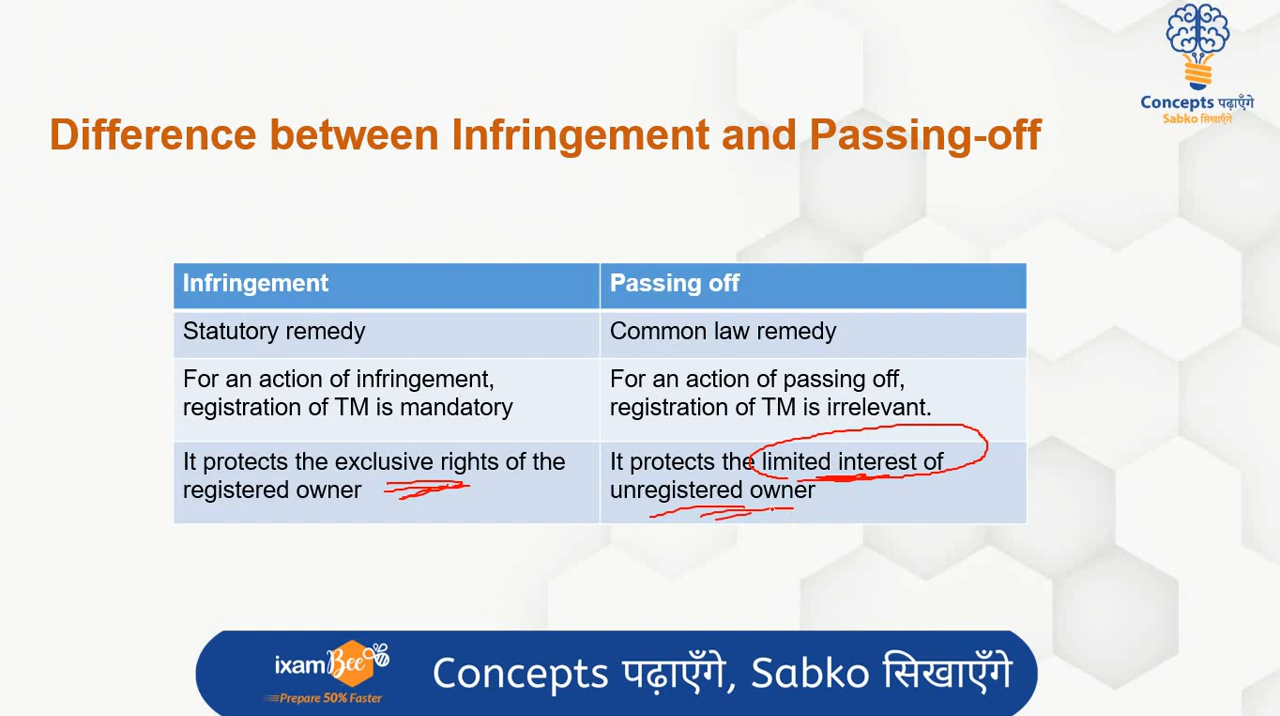 Concepts पढ़ाएँगे
Sabko सिखाएँगे
Difference between Infringement and Passing-off
Infringement
Passing off
Statutory remedy
Common law remedy
For an action of infringement,
registration of TM is mandatory
For an action of passing off,
registration of TM is irrelevant.
It protects the exclusive rights of the
registered owner
It protects the limited interest of
unregistered owner
ixamBee
Prepare 50% Faster
Concepts पढ़ाएँगे, Sabko सिखाएँगे